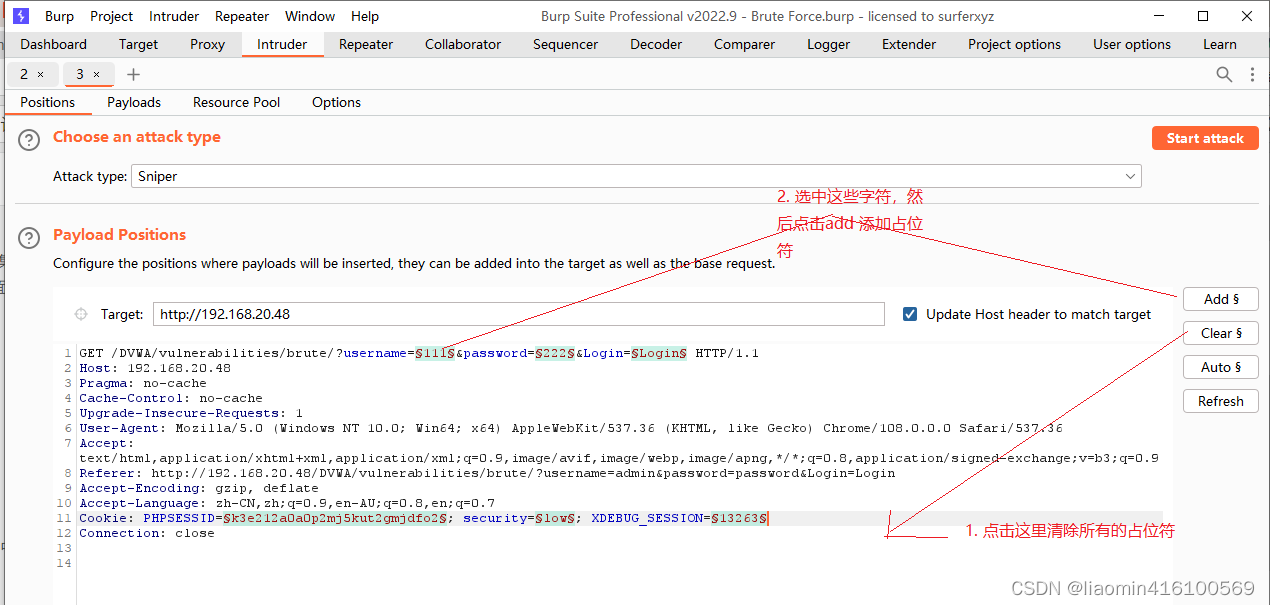 Burp Project Intruder Repeater Window Help Burp Suite Professional v2022.9 - Brute Force.burp - licensed to surferxyz
Dashboard Target Proxy Intruder Repeater Collaborator Sequencer Decoder Comparer Logger Extender Project options User options Learn
2 × 3 × +
Positions Payloads Resource Pool Options
? Choose an attack type
Start attack
Attack type: Sniper
2. 选中这些字符，然
后点击add 添加占位
符
? Payload Positions
Configure the positions where payloads will be inserted, they can be added into the target as well as the base request.
Target: http://192.168.20.48
Update Host header to match target
Add §
Clear §
Auto §
Refresh
1 GET /DVWA/vulnerabilities/brute/?username=§111§&password=§222§&Login=§Login§ HTTP/1.1
2 Host: 192.168.20.48
3 Pragma: no-cache
4 Cache-Control: no-cache
5 Upgrade-Insecure-Requests: 1
6 User-Agent: Mozilla/5.0 (Windows NT 10.0; Win64; x64) AppleWebKit/537.36 (KHTML, like Gecko) Chrome/108.0.0.0 Safari/537.36
7 Accept:
text/html,application/xhtml+xml,application/xml;q=0.9,image/avif,image/webp,image/apng,*/*;q=0.8,application/signed-exchange;v=b3;q=0.9
8 Referer: http://192.168.20.48/DVWA/vulnerabilities/brute/?username=admin&password=password&Login=Login
9 Accept-Encoding: gzip, deflate
10 Accept-Language: zh-CN,zh;q=0.9,en-AU;q=0.8,en;q=0.7
11 Cookie: PHPSESSID=§k3e212a0a0p2mj5kut2gmjdfo2§; security=§low§; XDEBUG_SESSION=§13263§
12 Connection: close
13
14
1. 点击这里清除所有的占位符
CSDN @liaomin416100569